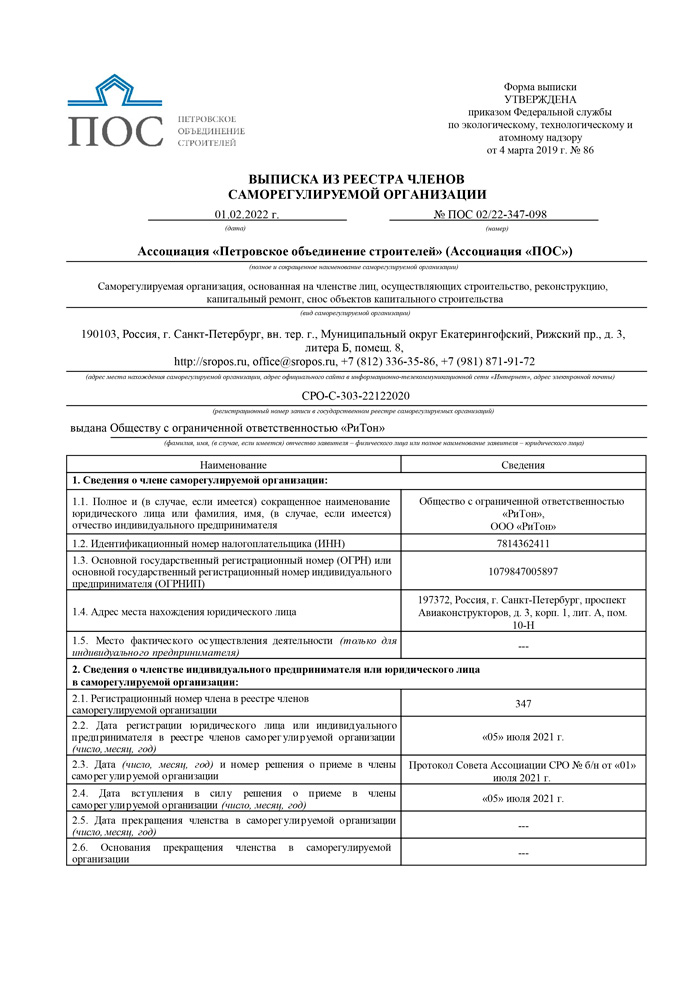 ПОС
ПЕТРОВСКОЕ
ОБЪЕДИНЕНИЕ
СТРОИТЕЛЕЙ
Форма выписки
УТВЕРЖДЕНА
приказом Федеральной службы
по экологическому, технологическому и
атомному надзору
от 4 марта 2019 г. № 86
ВЫПИСКА ИЗ РЕЕСТРА ЧЛЕНОВ
САМОРЕГУЛИРУЕМОЙ ОРГАНИЗАЦИИ
01.02.2022 г. № ПОС 02/22-347-098
(дата) (номер)
Ассоциация «Петровское объединение строителей» (Ассоциация «ПОС»)
(полное и сокращенное наименование саморегулируемой организации)
Саморегулируемая организация, основанная на членстве лиц, осуществляющих строительство, реконструкцию,
капитальный ремонт, снос объектов капитального строительства
(вид саморегулируемой организации)
190103, Россия, г. Санкт-Петербург, вн. тер. г., Муниципальный округ Екатерингофский, Рижский пр., д. 3,
литера Б, помещ. 8,
http://sropos.ru, office@sropos.ru, +7 (812) 336-35-86, +7 (981) 871-91-72
(адрес места нахождения саморегулируемой организации, адрес официального сайта в информационно-телекоммуникационной сети «Интернет», адрес электронной почты)
СРО-С-303-22122020
(регистрационный номер записи в государственном реестре саморегулируемых организаций)
выдана Обществу с ограниченной ответственностью «РиТон»
(фамилия, имя, (в случае, если имеется) отчество заявителя – физического лица или полное наименование заявителя – юридического лица)
Наименование Сведения
1. Сведения о члене саморегулируемой организации:
1.1. Полное и (в случае, если имеется) сокращенное наименование
юридического лица или фамилия, имя, (в случае, если имеется)
отчество индивидуального предпринимателя
Общество с ограниченной ответственностью
«РиТон»,
ООО «РиТон»
1.2. Идентификационный номер налогоплательщика (ИНН) 7814362411
1.3. Основной государственный регистрационный номер (ОГРН) или
основной государственный регистрационный номер индивидуального
предпринимателя (ОГРНИП)
1079847005897
1.4. Адрес места нахождения юридического лица
197372, Россия, г. Санкт-Петербург, проспект
Авиаконструкторов, д. 3, корп. 1, лит. А, пом.
10-Н
1.5. Место фактического осуществления деятельности (только для
индивидуального предпринимателя)
---
2. Сведения о членстве индивидуального предпринимателя или юридического лица
в саморегулируемой организации:
2.1. Регистрационный номер члена в реестре членов
саморегулируемой организации
347
2.2. Дата регистрации юридического лица или индивидуального
предпринимателя в реестре членов саморегулируемой организации
(число, месяц, год)
«05» июля 2021 г.
2.3. Дата (число, месяц, год) и номер решения о приеме в члены
саморегулируемой организации
Протокол Совета Ассоциации СРО № б/н от «01»
июля 2021 г.
2.4. Дата вступления в силу решения о приеме в члены
саморегулируемой организации (число, месяц, год)
«05» июля 2021 г.
2.5. Дата прекращения членства в саморегулируемой организации
(число, месяц, год)
---
2.6. Основания прекращения членства в саморегулируемой
организации
---